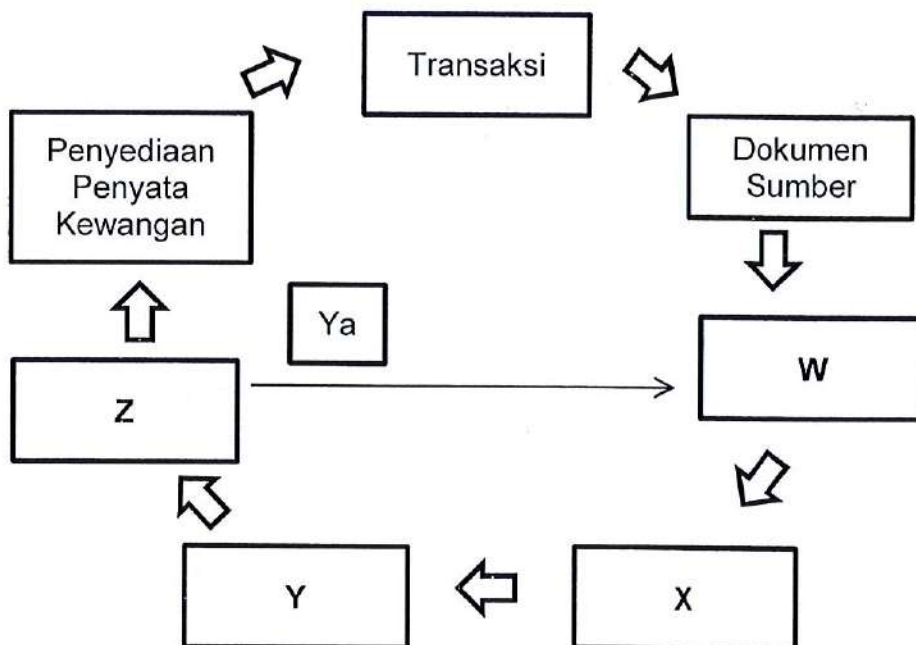 Transaksi
Dokumen
Sumber
W
X
Y
Z
Ya
Penyediaan
Penyata
Kewangan